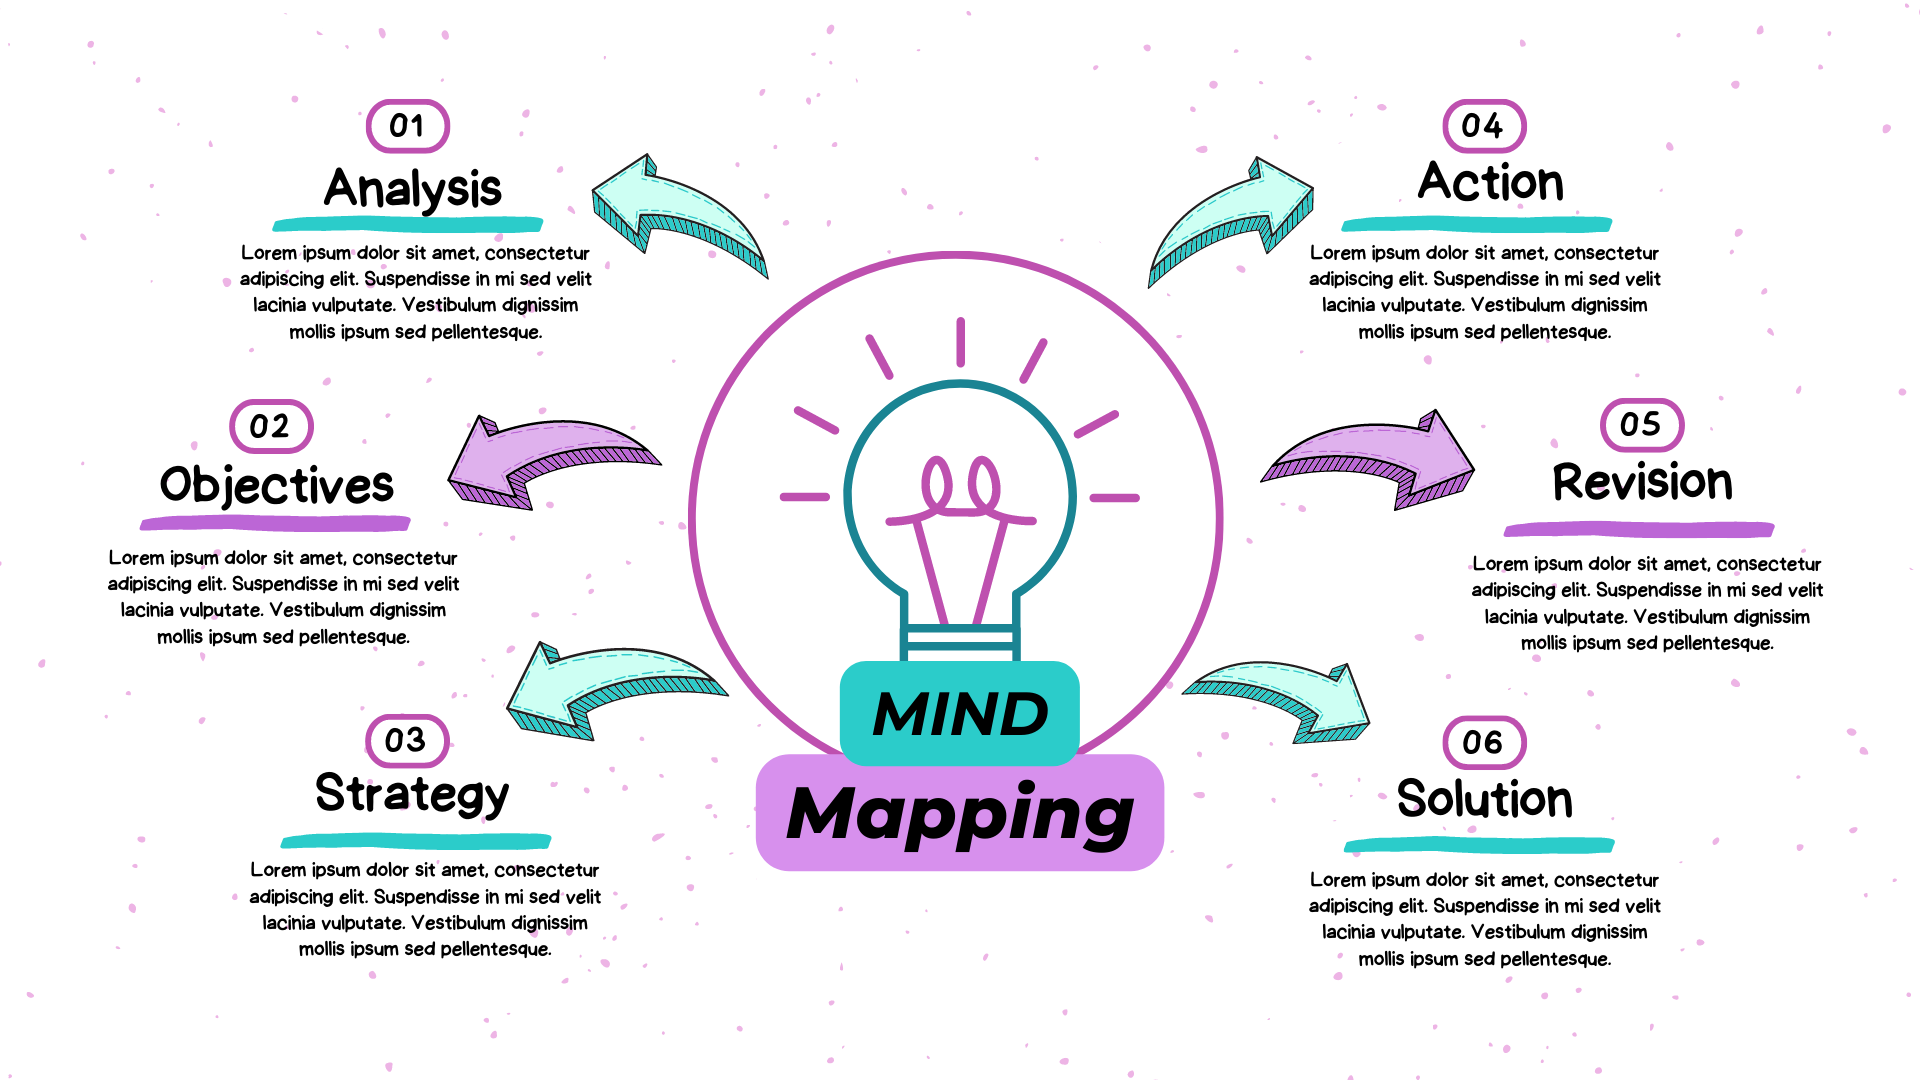 01
Analysis
Lorem ipsum dolor sit amet, consectetur
adipiscing elit. Suspendisse in mi sed velit
lacinia vulputate. Vestibulum dignissim
mollis ipsum sed pellentesque.
02
Objectives
Lorem ipsum dolor sit amet, consectetur
adipiscing elit. Suspendisse in mi sed velit
lacinia vulputate. Vestibulum dignissim
mollis ipsum sed pellentesque.
03
Strategy
Lorem ipsum dolor sit amet, consectetur
adipiscing elit. Suspendisse in mi sed velit
lacinia vulputate. Vestibulum dignissim
mollis ipsum sed pellentesque.
MIND
Mapping
04
Action
Lorem ipsum dolor sit amet, consectetur
adipiscing elit. Suspendisse in mi sed velit
lacinia vulputate. Vestibulum dignissim
mollis ipsum sed pellentesque.
05
Revision
Lorem ipsum dolor sit amet, consectetur
adipiscing elit. Suspendisse in mi sed velit
lacinia vulputate. Vestibulum dignissim
mollis ipsum sed pellentesque.
06
Solution
Lorem ipsum dolor sit amet, consectetur
adipiscing elit. Suspendisse in mi sed velit
lacinia vulputate. Vestibulum dignissim
mollis ipsum sed pellentesque.